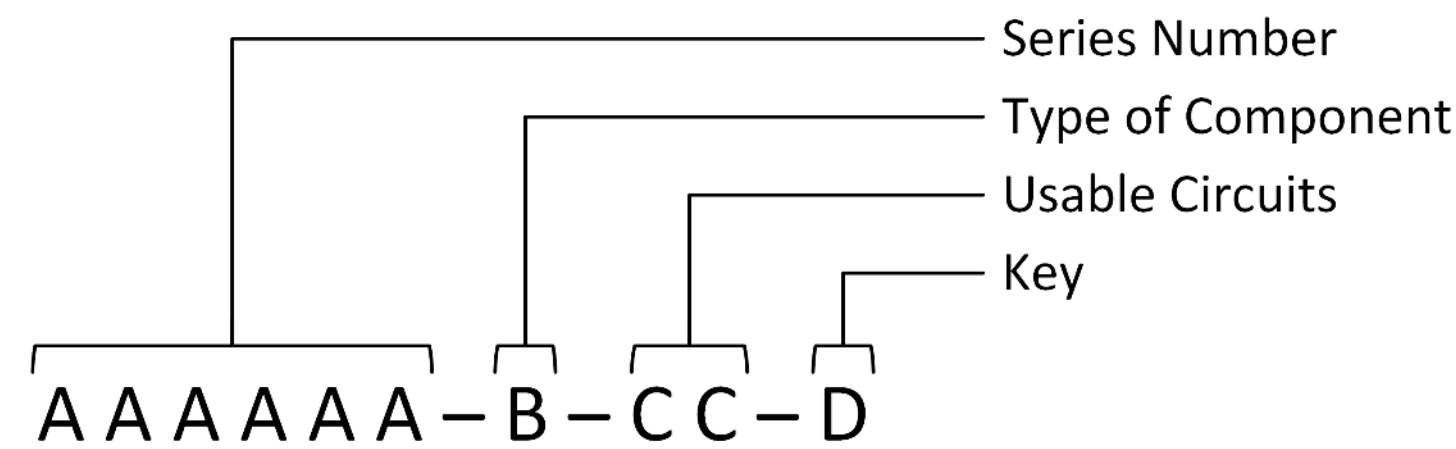 Series Number
Type of Component
Usable Circuits
Key
A A A A A A – B – C C – D